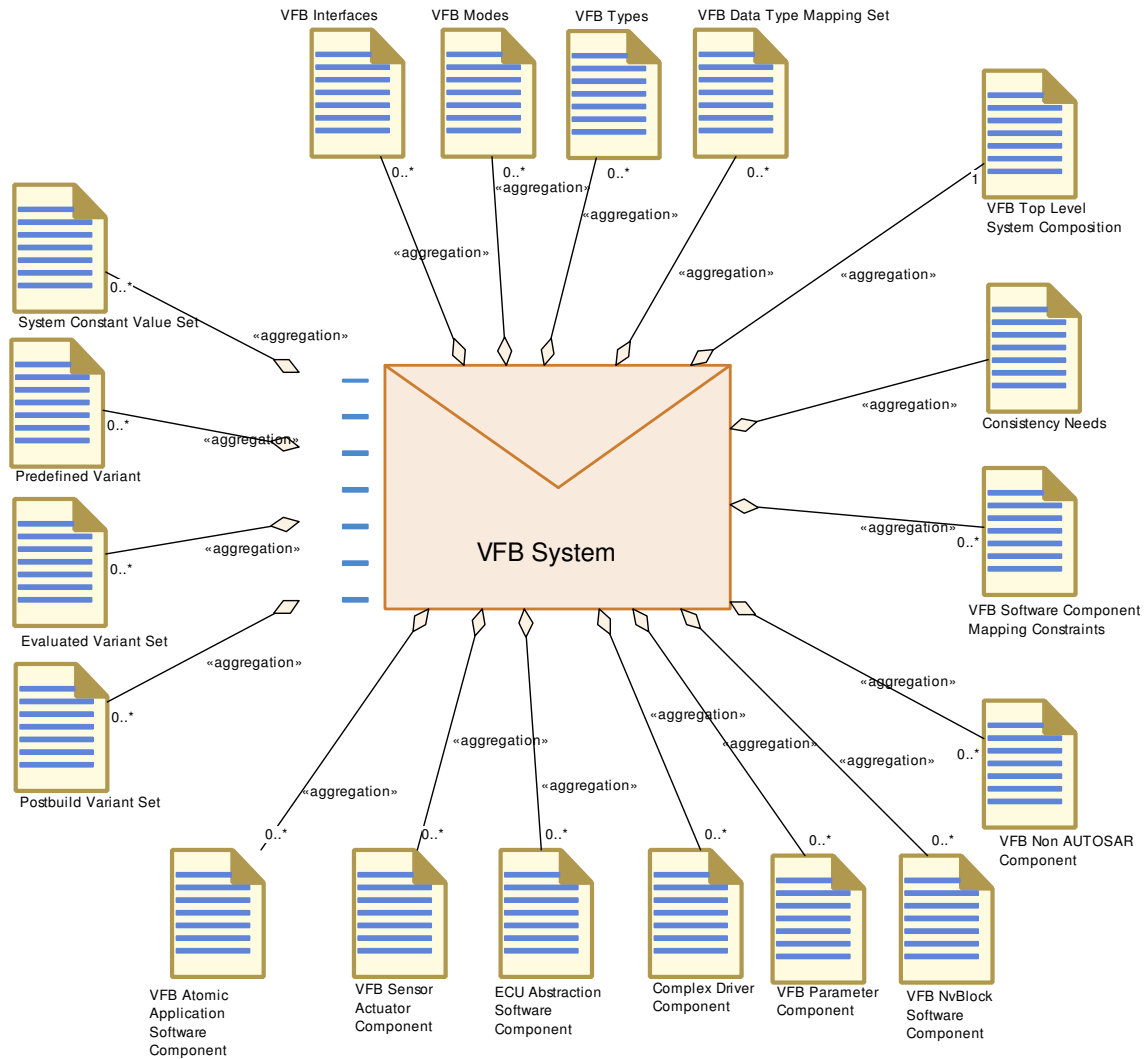 VFB Interfaces
VFB Modes
VFB Types
VFB Data Type Mapping Set
0..*
0..*
0..*
0..*
«aggregation»
«aggregation»
«aggregation»
«aggregation»
1
VFB Top Level
System Composition
«aggregation»
0..*
System Constant Value Set
«aggregation»
Consistency Needs
«aggregation»
0..*
Predefined Variant
«aggregation»
0..*
VFB Software Component
Mapping Constraints
«aggregation»
VFB System
0..*
Evaluated Variant Set
«aggregation»
0..*
Postbuild Variant Set
«aggregation»
0..*
VFB Non AUTOSAR
Component
«aggregation»
«aggregation»
«aggregation»
«aggregation»
«aggregation»
«aggregation»
«aggregation»
0..*
0..*
0..*
0..*
0..*
0..*
VFB Atomic
Application
Software
Component
VFB Sensor
Actuator
Component
ECU Abstraction
Software
Component
Complex Driver
Component
VFB Parameter
Component
VFB NvBlock
Software
Component